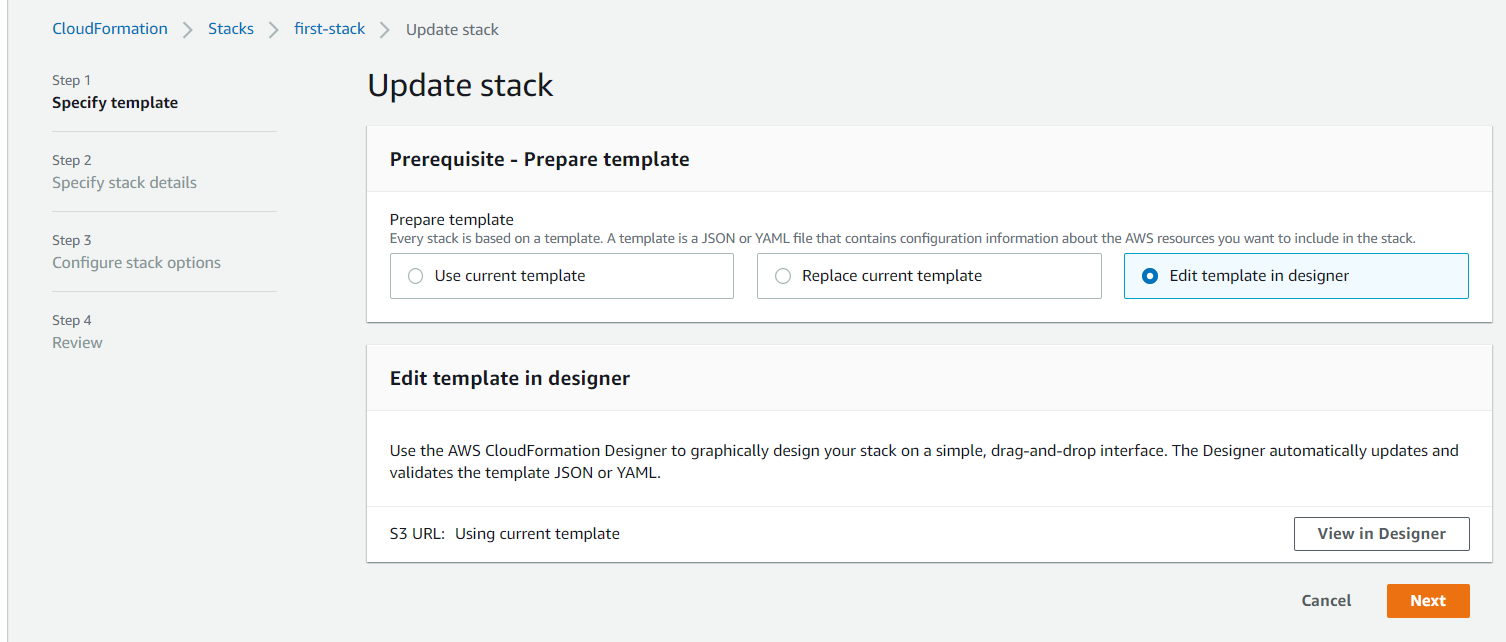 CloudFormation
Stacks
first-stack
Update stack
Step 1
Specify template
Step 2
Specify stack details
Step 3
Configure stack options
Step 4
Review
Update stack
Prerequisite - Prepare template
Prepare template
Every stack is based on a template. A template is a JSON or YAML file that contains configuration information about the AWS resources you want to include in the stack.
Use current template
Replace current template
Edit template in designer
Edit template in designer
Use the AWS CloudFormation Designer to graphically design your stack on a simple, drag-and-drop interface. The Designer automatically updates and
validates the template JSON or YAML.
S3 URL: Using current template
View in Designer
Cancel
Next